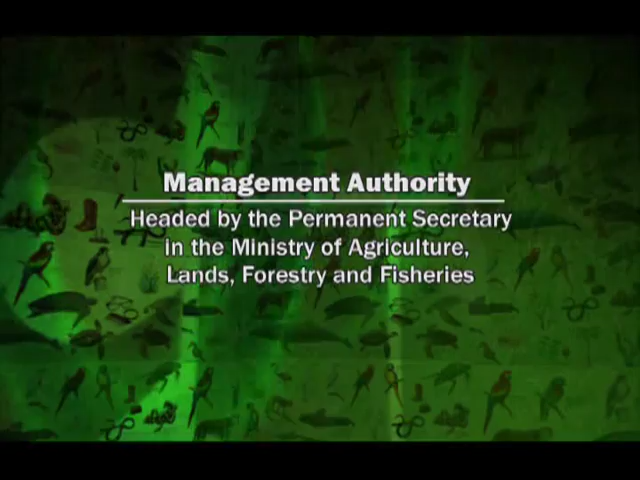 Management Authority
Headed by the Permanent Secretary
in the Ministry of Agriculture,
Lands, Forestry and Fisheries